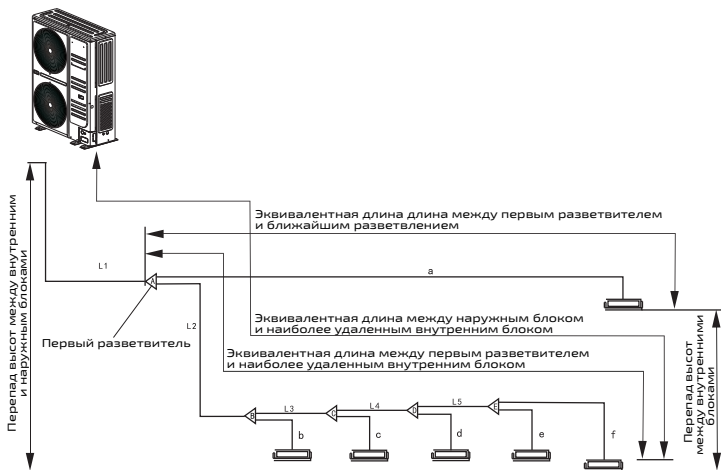 Перепад высот между внутренним
и наружным блоками
Эквивалентная длина длина между первым разветвителем
и ближайшим разветвлением
L1
A
a
L2
Первый разветвитель
Эквивалентная длина между наружным блоком
и наиболее удаленным внутренним блоком
Эквивалентная длина между первым разветвителем
и наиболее удаленным внутренним блоком
Перепад высот
между внутренними
блоками
B
L3
C
L4
D
L5
E
b
c
d
e
f